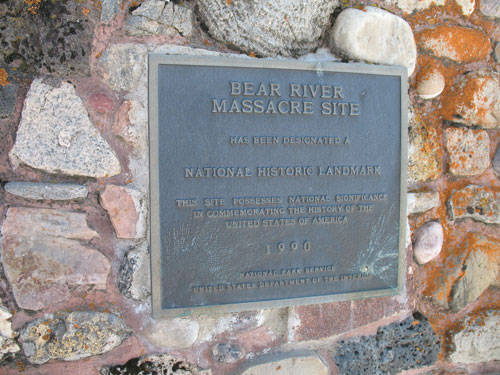 BEAR RIVER
MASSACRE SITE
HAS BEEN DESIGNATED A
NATIONAL HISTORIC LANDMARK
THIS SITE POSSESSES NATIONAL SIGNIFICANCE
IN COMMEMORATING THE HISTORY OF THE
UNITED STATES OF AMERICA
1990
NATIONAL PARK SERVICE
UNITED STATES DEPARTMENT OF THE INTERIOR